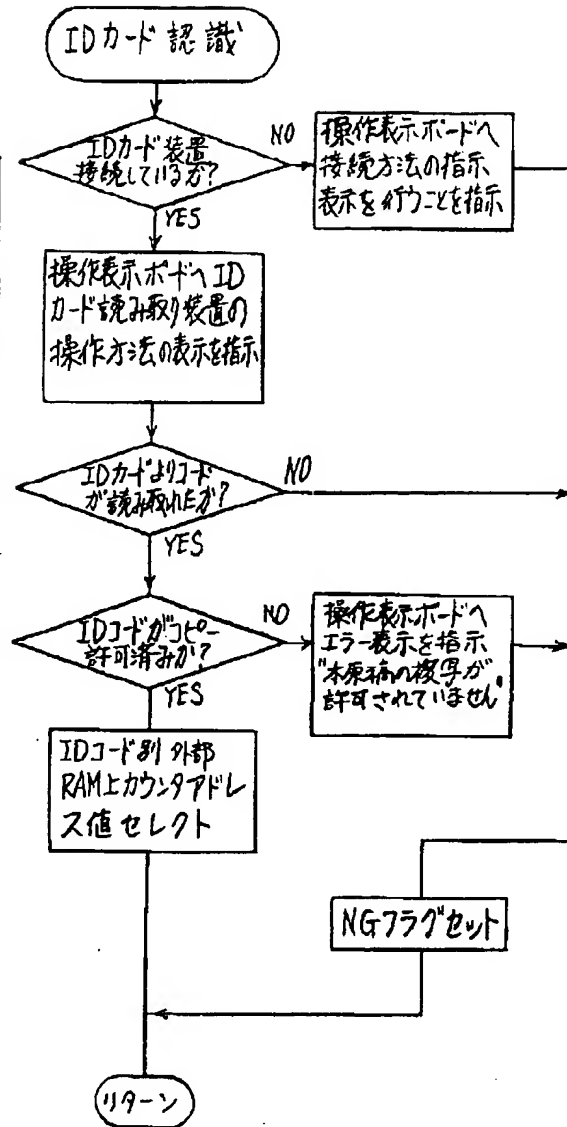 IDカード 認識
IDカード装置
接続しているか?
NO
操作表示ボードへ
接続方法の指示
表示を行うことを指示
YES
操作表示ボードへID
カード読み取り装置の
操作方法の表示を指示
IDカードよりコード
が読み取れたか?
NO
YES
IDコードがコピー
許可済みか?
NO
操作表示ボードへ
エラー表示を指示
"本原稿の複写が
許可されていません"
YES
IDコード別 外部
RAM上カウンタアドレ
ス値セレクト
NGフラグセット
リターン